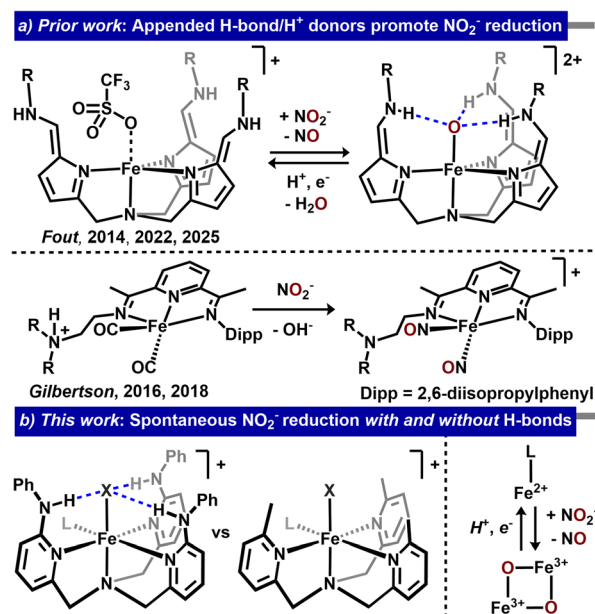 a) Prior work: Appended H-bond/H⁺ donors promote NO₂⁻ reduction
R
HN
CF₃
O
S
O
O
R
NH
R
NH
N
Fe
N
N
N
]⁺
+ NO₂⁻
- NO
H⁺, e⁻
- H₂O
R
N
H
R
N
H
R
N
H
O
N
Fe
N
N
N
]²⁺
Fout, 2014, 2022, 2025
R
H
N⁺
R
N
N
N
OC
Fe
Dipp
OC
NO₂⁻
- OH⁻
R
N
R
N
N
N
ON
Fe
Dipp
ON
]⁺
Gilbertson, 2016, 2018
Dipp = 2,6-diisopropylphenyl
b) This work: Spontaneous NO₂⁻ reduction with and without H-bonds
Ph
N
H
X
H
NPh
H
Ph
N
L
N
Fe
N
N
N
]⁺
vs
X
L
N
Fe
N
N
N
]⁺
L
Fe²⁺
H⁺, e⁻
+ NO₂⁻
- NO
O
Fe³⁺
Fe³⁺
O